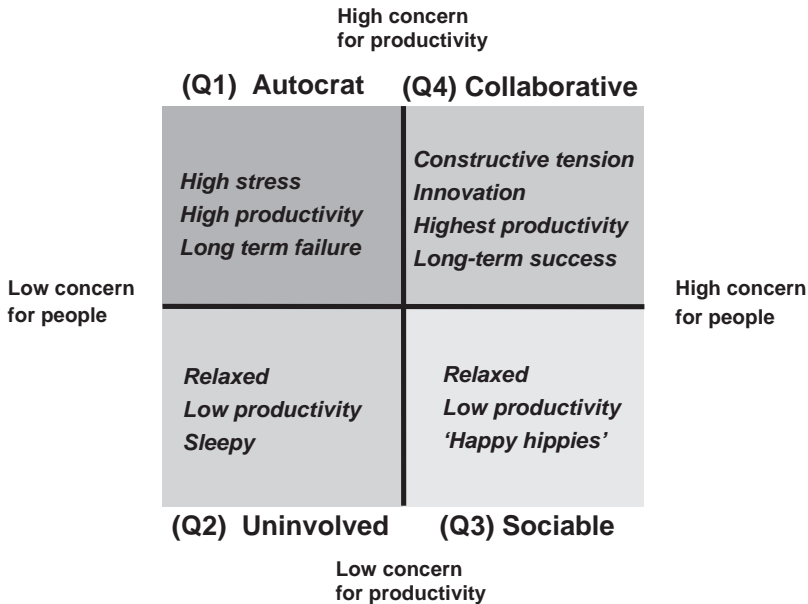 High concern
for productivity
(Q1) Autocrat
(Q4) Collaborative
High stress
High productivity
Long term failure
Constructive tension
Innovation
Highest productivity
Long-term success
Low concern
for people
High concern
for people
Relaxed
Low productivity
Sleepy
Relaxed
Low productivity
‘Happy hippies’
(Q2) Uninvolved
(Q3) Sociable
Low concern
for productivity